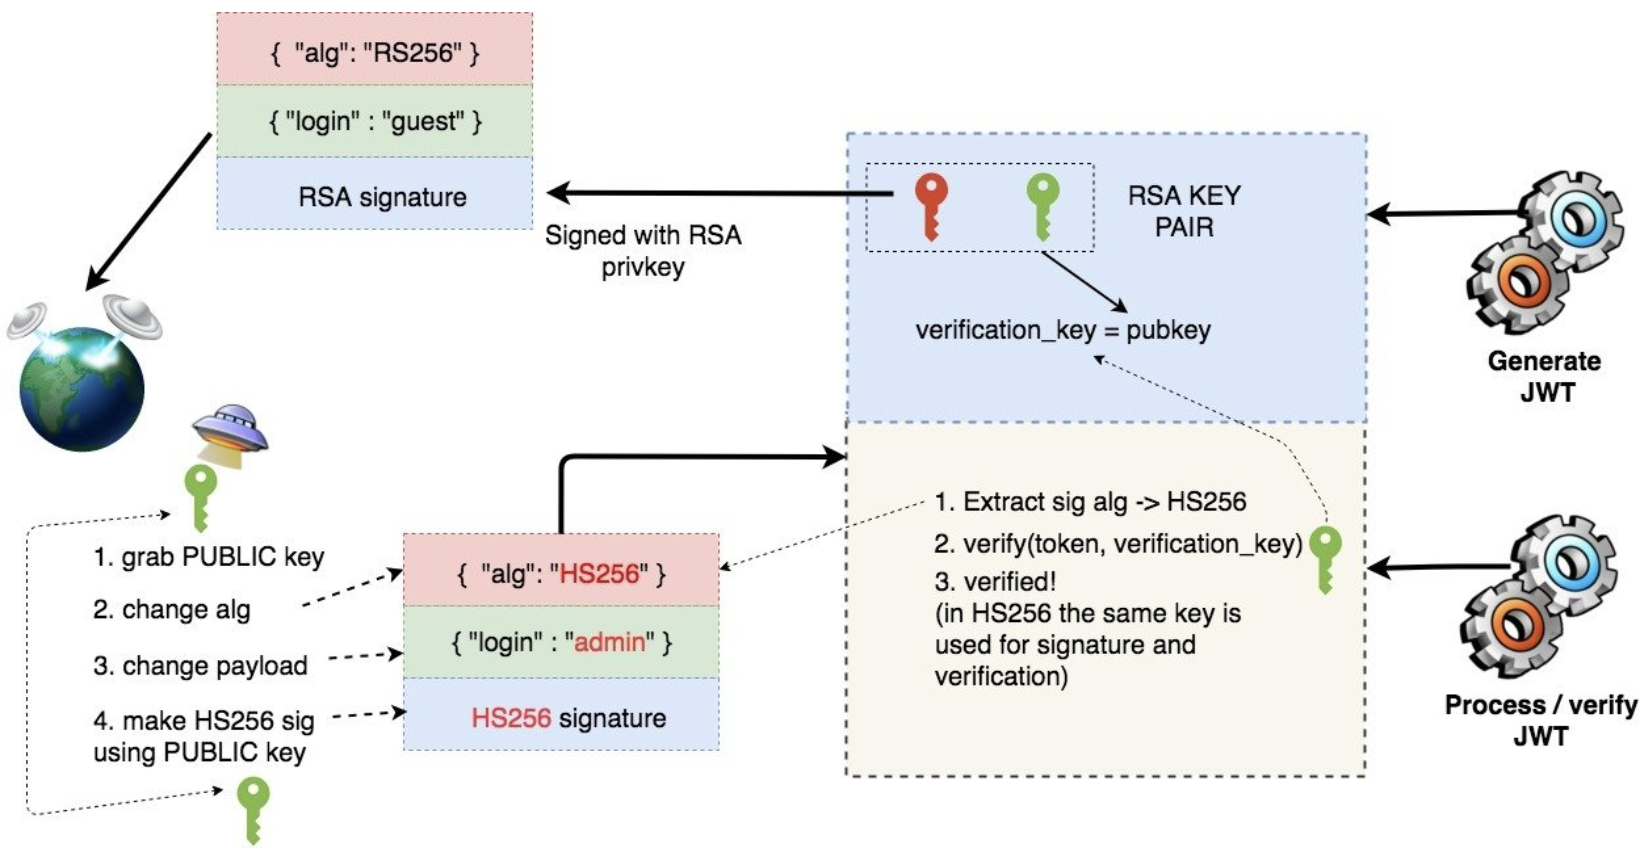 { "alg": "RS256" }
{ "login" : "guest" }
RSA signature
Signed with RSA
privkey
RSA KEY
PAIR
verification_key = pubkey
Generate
JWT
1. grab PUBLIC key
2. change alg
3. change payload
4. make HS256 sig
using PUBLIC key
{ "alg": "HS256" }
{ "login" : "admin" }
HS256 signature
1. Extract sig alg -> HS256
2. verify(token, verification_key)
3. verified!
(in HS256 the same key is
used for signature and
verification)
Process / verify
JWT